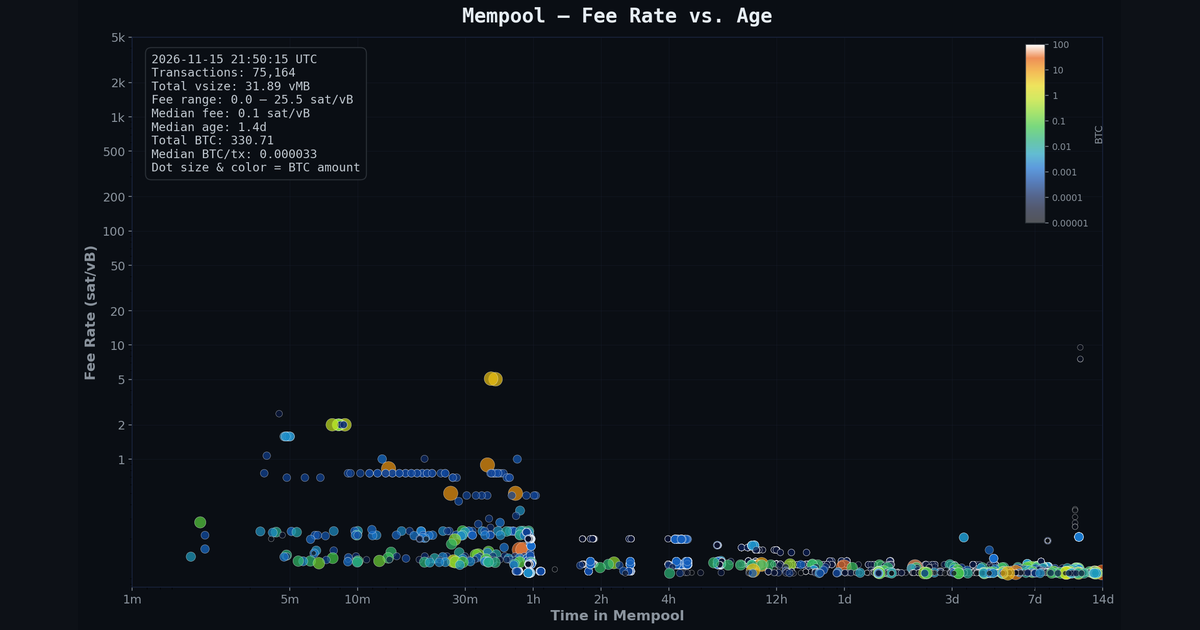 Mempool — Fee Rate vs. Age
2026-11-15 21:50:15 UTC
Transactions: 75,164
Total vsize: 31.89 vMB
Fee range: 0.0 – 25.5 sat/vB
Median fee: 0.1 sat/vB
Median age: 1.4d
Total BTC: 330.71
Median BTC/tx: 0.000033
Dot size & color = BTC amount
100
10
1
0.1
0.01
0.001
0.0001
0.00001
BTC
5k
2k
1k
500
200
100
50
20
10
5
2
1
Fee Rate (sat/vB)
1m 5m 10m 30m 1h 2h 4h 12h 1d 3d 7d 14d
Time in Mempool